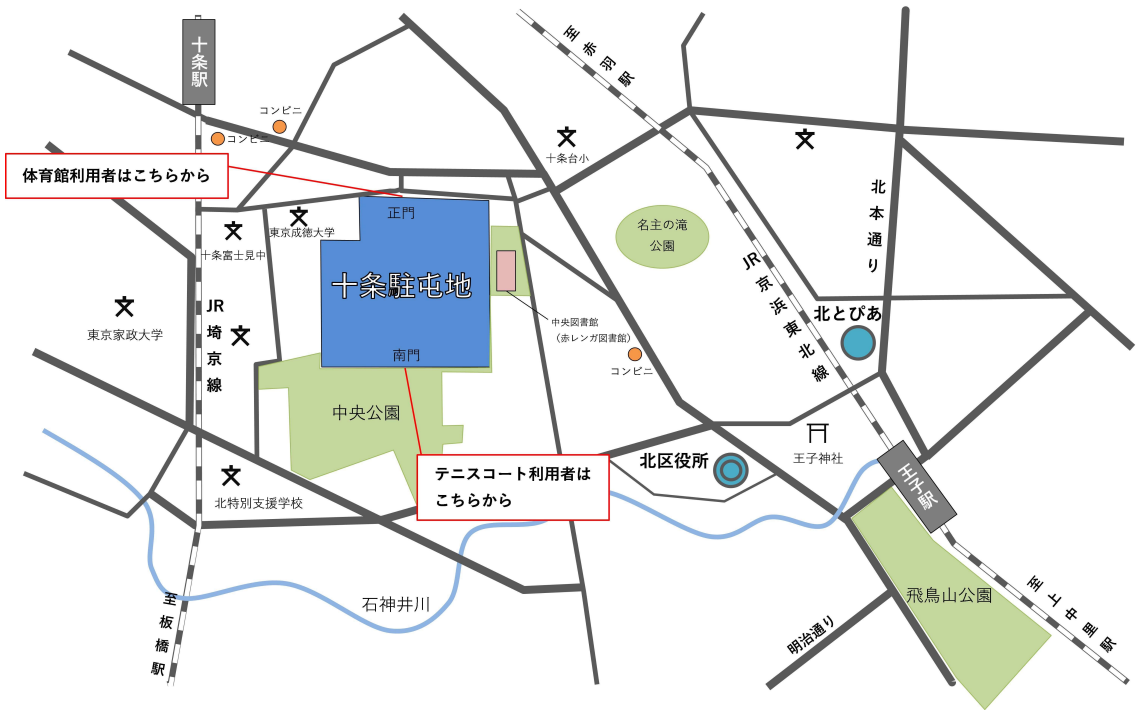 十条駅
至赤羽駅
コンビニ
コンビニ
十条台小
体育館利用者はこちらから
正門
北本通り
東京成徳大学
十条富士見中
名主の滝
公園
十条駐屯地
JR京浜東北線
JR埼京線
北とぴあ
中央図書館
(赤レンガ図書館)
東京家政大学
南門
コンビニ
中央公園
王子神社
北区役所
テニスコート利用者は
こちらから
王子駅
北特別支援学校
石神井川
飛鳥山公園
至上中里駅
至板橋駅
明治通り